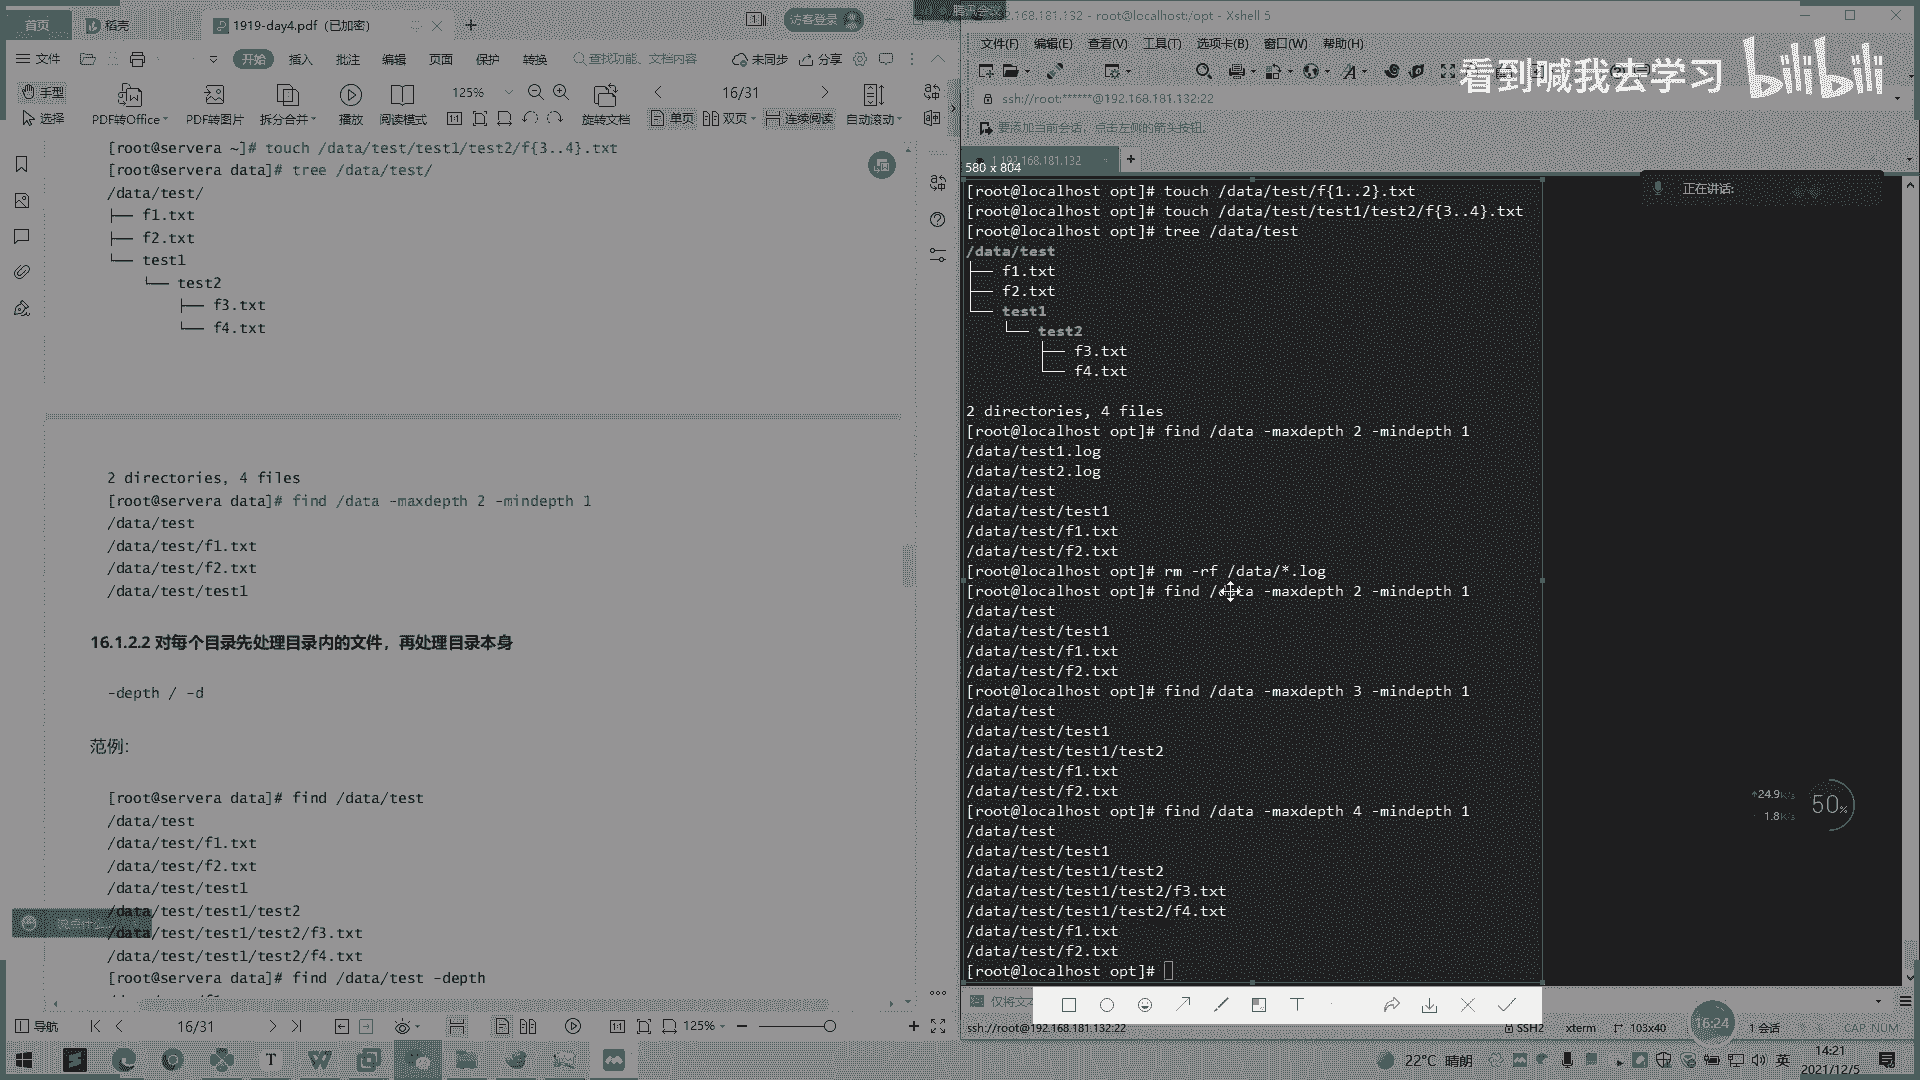 首页
稻壳
1919-day4.pdf (已加密)
访客登录
文件
开始
插入
批注
编辑
页面
保护
转换
查找功能、文档内容
未同步
分享
手型
选择
PDF转Office
PDF转图片
拆分合并
播放
阅读模式
125%
16/31
旋转文档
单页
双页
连续阅读
自动滚动
[root@servera ~]# touch /data/test/test1/test2/f{3..4}.txt
[root@servera data]# tree /data/test/
/data/test/
├── f1.txt
├── f2.txt
└── test1
└── test2
├── f3.txt
└── f4.txt
2 directories, 4 files
[root@servera data]# find /data -maxdepth 2 -mindepth 1
/data/test
/data/test/f1.txt
/data/test/f2.txt
/data/test/test1
16.1.2.2 对每个目录先处理目录内的文件，再处理目录本身
-depth / -d
范例：
[root@servera data]# find /data/test
/data/test
/data/test/f1.txt
/data/test/f2.txt
/data/test/test1
/data/test/test1/test2
/data/test/test1/test2/f3.txt
/data/test/test1/test2/f4.txt
[root@servera data]# find /data/test -depth
导航
16/31
125%
腾讯会议
192.168.181.132 - root@localhost:/opt - Xshell 5
文件(F)
编辑(E)
查看(V)
工具(T)
选项卡(B)
窗口(W)
帮助(H)
看到喊我去学习
bilibili
ssh://root:******@192.168.181.132:22
要添加当前会话，点击左侧的箭头按钮。
1 192.168.181.132
580 x 804
正在讲话:
[root@localhost opt]# touch /data/test/f{1..2}.txt
[root@localhost opt]# touch /data/test/test1/test2/f{3..4}.txt
[root@localhost opt]# tree /data/test
/data/test
├── f1.txt
├── f2.txt
└── test1
└── test2
├── f3.txt
└── f4.txt
2 directories, 4 files
[root@localhost opt]# find /data -maxdepth 2 -mindepth 1
/data/test1.log
/data/test2.log
/data/test
/data/test/test1
/data/test/f1.txt
/data/test/f2.txt
[root@localhost opt]# rm -rf /data/*.log
[root@localhost opt]# find /data -maxdepth 2 -mindepth 1
/data/test
/data/test/test1
/data/test/f1.txt
/data/test/f2.txt
[root@localhost opt]# find /data -maxdepth 3 -mindepth 1
/data/test
/data/test/test1
/data/test/test1/test2
/data/test/f1.txt
/data/test/f2.txt
[root@localhost opt]# find /data -maxdepth 4 -mindepth 1
/data/test
/data/test/test1
/data/test/test1/test2
/data/test/test1/test2/f3.txt
/data/test/test1/test2/f4.txt
/data/test/f1.txt
/data/test/f2.txt
[root@localhost opt]#
24.9K/s
1.8K/s
50%
仅将文本
ssh://root@192.168.181.132:22
SSH2
xterm
103x40
16:24
1 会话
CAP NUM
22°C 晴朗
英
14:21
2021/12/5